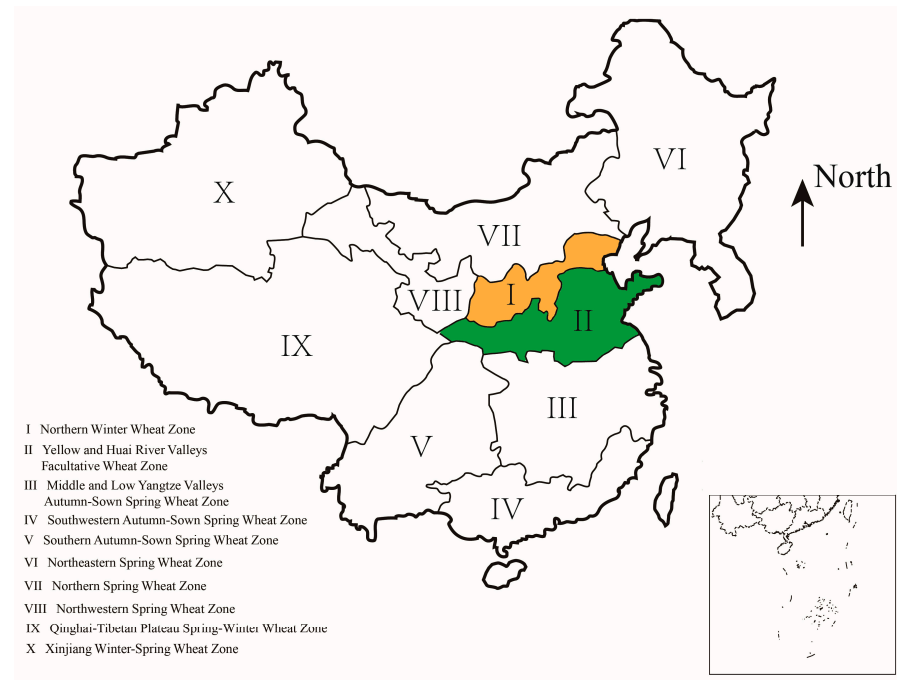 VI
X
North
VII
VIII
I
II
IX
III
V
IV
I Northern Winter Wheat Zone
II Yellow and Huai River Valleys
Facultative Wheat Zone
III Middle and Low Yangtze Valleys
Autumn-Sown Spring Wheat Zone
IV Southwestern Autumn-Sown Spring Wheat Zone
V Southern Autumn-Sown Spring Wheat Zone
VI Northeastern Spring Wheat Zone
VII Northern Spring Wheat Zone
VIII Northwestern Spring Wheat Zone
IX Qinghai-Tibetan Plateau Spring-Winter Wheat Zone
X Xinjiang Winter-Spring Wheat Zone